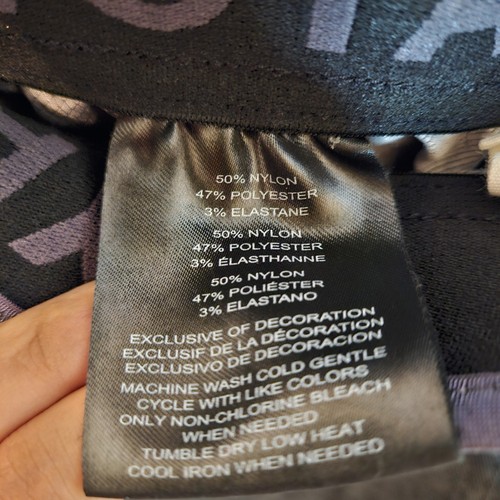 50% NYLON
47% POLYESTER
3% ELASTANE
50% NYLON
47% POLYESTER
3% ÉLASTHANNE
50% NYLON
47% POLIÉSTER
3% ELASTANO
EXCLUSIVE OF DECORATION
EXCLUSIF DE LA DÉCORATION
EXCLUSIVO DE DECORACION
MACHINE WASH COLD GENTLE
CYCLE WITH LIKE COLORS
ONLY NON-CHLORINE BLEACH
WHEN NEEDED
TUMBLE DRY LOW HEAT
COOL IRON WHEN NEEDED